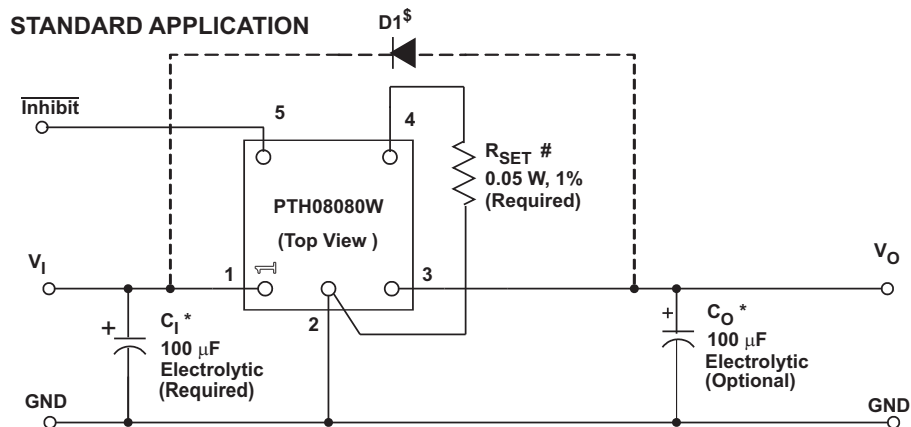 STANDARD APPLICATION
D1$
Inhibit
5
4
RSET #
0.05 W, 1%
(Required)
PTH08080W
(Top View )
VI
1
3
VO
2
+
CI *
100 μF
Electrolytic
(Required)
+
CO *
100 μF
Electrolytic
(Optional)
GND
GND